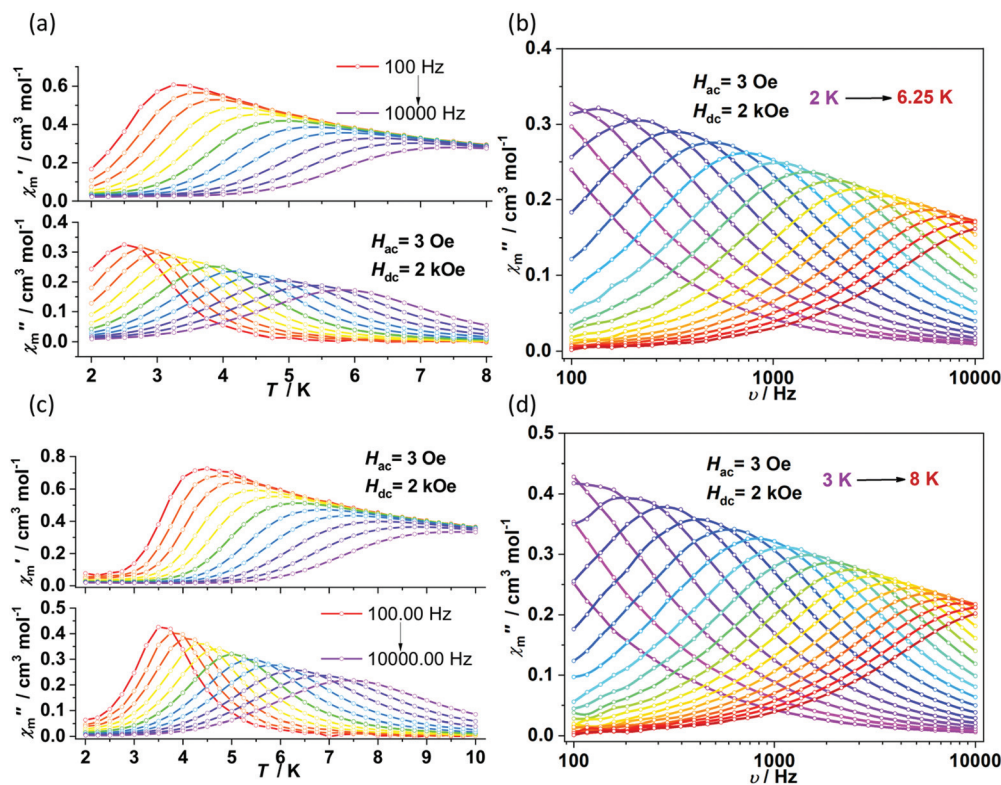 (a)
χm′ / cm3 mol-1
0.6
0.4
0.2
0.0
100 Hz
10000 Hz
χm″ / cm3 mol-1
0.4
0.3
0.2
0.1
0.0
Hac= 3 Oe
Hdc= 2 kOe
2 3 4 5 6 7 8
T / K
(b)
χm″ / cm3 mol-1
0.4
0.3
0.2
0.1
0.0
Hac= 3 Oe
Hdc= 2 kOe
2 K 6.25 K
100 1000 10000
υ / Hz
(c)
χm′ / cm3 mol-1
0.8
0.6
0.4
0.2
0.0
Hac= 3 Oe
Hdc= 2 kOe
χm″ / cm3 mol-1
0.5
0.4
0.3
0.2
0.1
0.0
100.00 Hz
10000.00 Hz
2 3 4 5 6 7 8 9 10
T / K
(d)
χm″ / cm3 mol-1
0.5
0.4
0.3
0.2
0.1
0.0
Hac= 3 Oe
Hdc= 2 kOe
3 K 8 K
100 1000 10000
υ / Hz